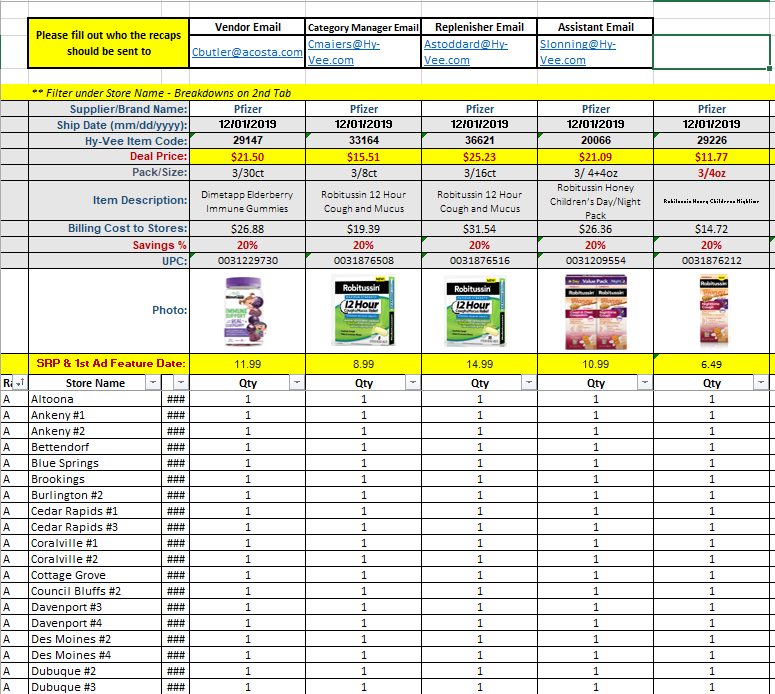 Please fill out who the recaps should be sent to
Vendor Email Category Manager Email Replenisher Email Assistant Email
Cbutler@acosta.com Cmaiers@Hy-Vee.com Astoddard@Hy-Vee.com Slonning@Hy-Vee.com
** Filter under Store Name - Breakdowns on 2nd Tab
Supplier/Brand Name: Pfizer Pfizer Pfizer Pfizer Pfizer
Ship Date (mm/dd/yyyy): 12/01/2019 12/01/2019 12/01/2019 12/01/2019 12/01/2019
Hy-Vee Item Code: 29147 33164 36621 20066 29226
Deal Price: $21.50 $15.51 $25.23 $21.09 $11.77
Pack/Size: 3/30ct 3/8ct 3/16ct 3/ 4+4oz 3/4oz
Item Description: Dimetapp Elderberry Immune Gummies Robitussin 12 Hour Cough and Mucus Robitussin 12 Hour Cough and Mucus Robitussin Honey Children's Day/Night Pack Robitussin Honey Childrens Nighttime
Billing Cost to Stores: $26.88 $19.39 $31.54 $26.36 $14.72
Savings % 20% 20% 20% 20% 20%
UPC: 0031229730 0031876508 0031876516 0031209554 0031876212
Photo:
IMMUNE SUPPORT
Robitussin 12 Hour
Robitussin 12 Hour
Value Pack Robitussin Robitussin Honey
Robitussin Honey
SRP & 1st Ad Feature Date: 11.99 8.99 14.99 10.99 6.49
Ra Store Name Qty Qty Qty Qty Qty
A Altoona ### 1 1 1 1 1
A Ankeny #1 ### 1 1 1 1 1
A Ankeny #2 ### 1 1 1 1 1
A Bettendorf ### 1 1 1 1 1
A Blue Springs ### 1 1 1 1 1
A Brookings ### 1 1 1 1 1
A Burlington #2 ### 1 1 1 1 1
A Cedar Rapids #1 ### 1 1 1 1 1
A Cedar Rapids #3 ### 1 1 1 1 1
A Coralville #1 ### 1 1 1 1 1
A Coralville #2 ### 1 1 1 1 1
A Cottage Grove ### 1 1 1 1 1
A Council Bluffs #2 ### 1 1 1 1 1
A Davenport #3 ### 1 1 1 1 1
A Davenport #4 ### 1 1 1 1 1
A Des Moines #2 ### 1 1 1 1 1
A Des Moines #4 ### 1 1 1 1 1
A Dubuque #2 ### 1 1 1 1 1
A Dubuque #3 ### 1 1 1 1 1